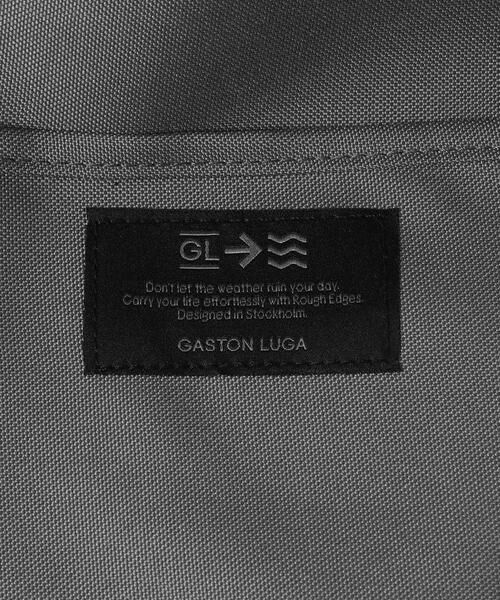 GL
Don't let the weather ruin your day.
Carry your life effortlessly with Rough Edges.
Designed in Stockholm.
GASTON LUGA